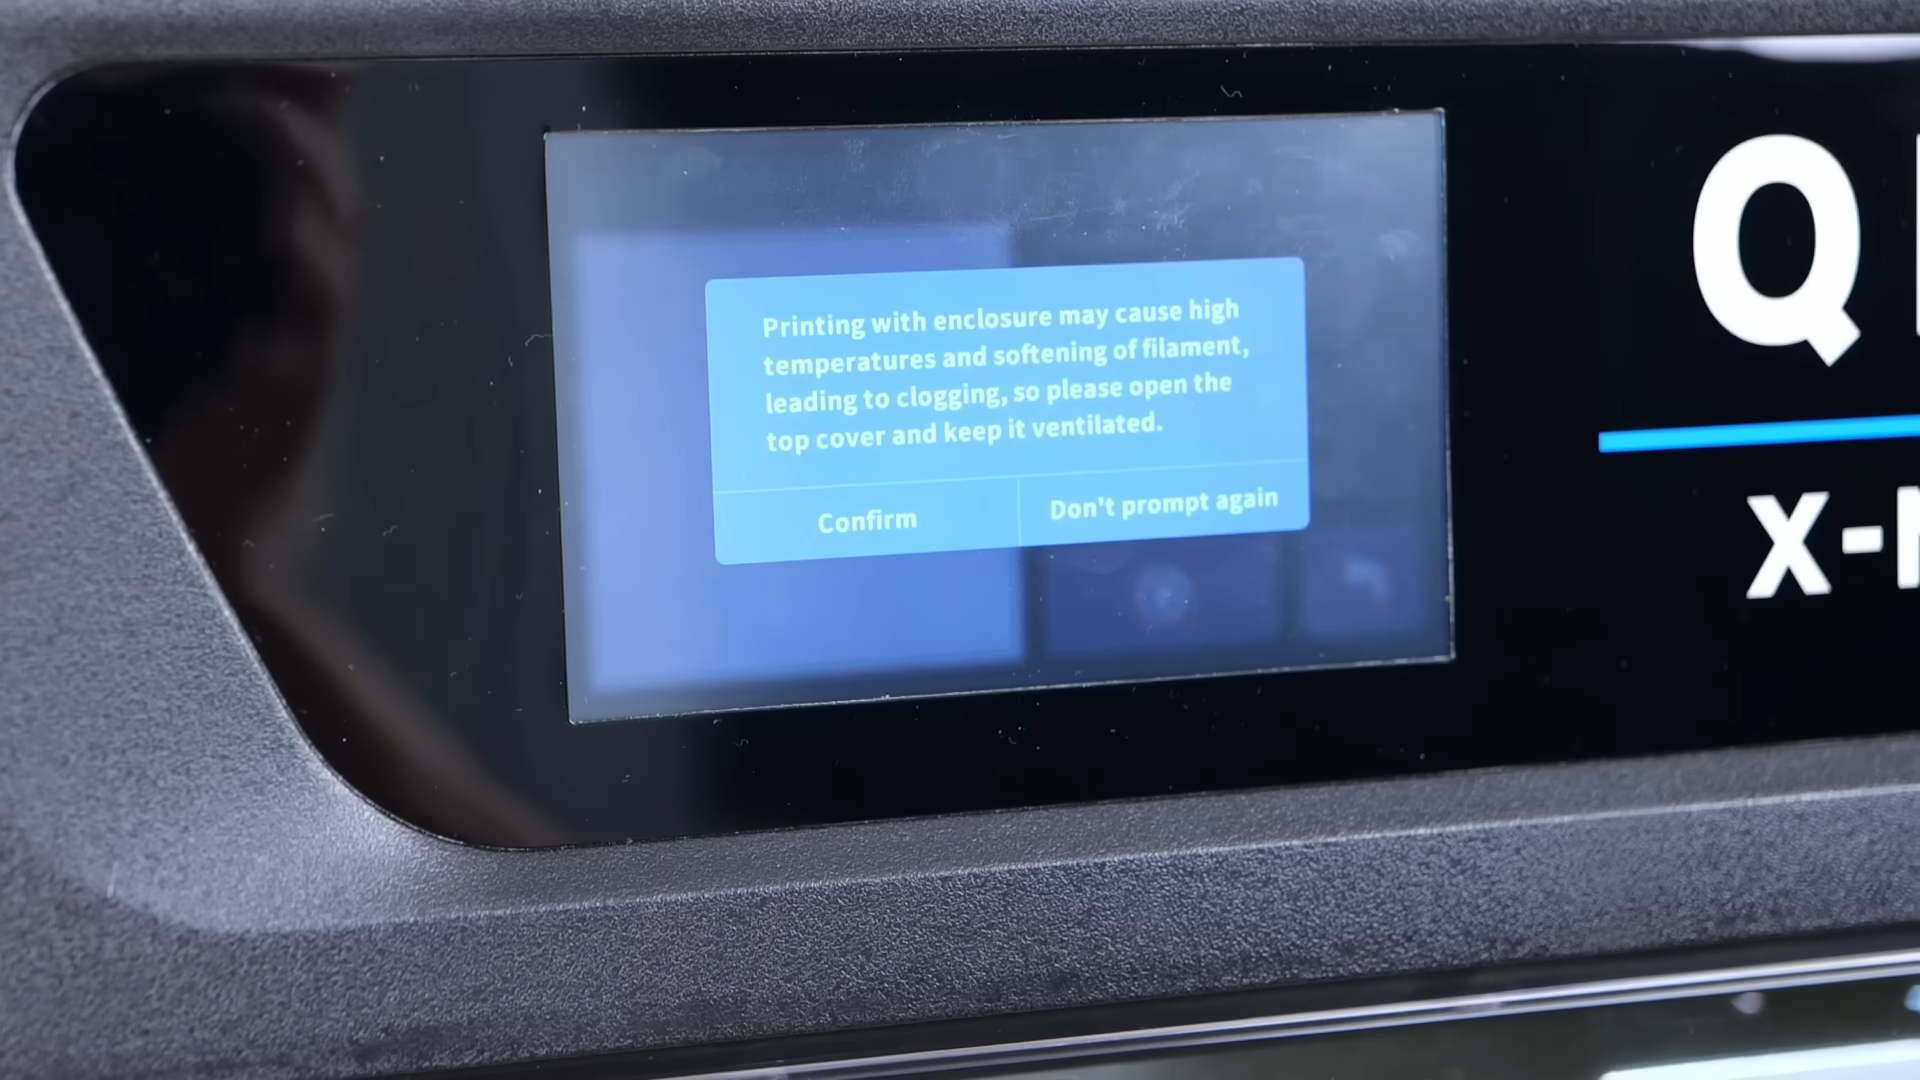 Printing with enclosure may cause high
temperatures and softening of filament,
leading to clogging, so please open the
top cover and keep it ventilated.
Confirm
Don't prompt again
Q
X-